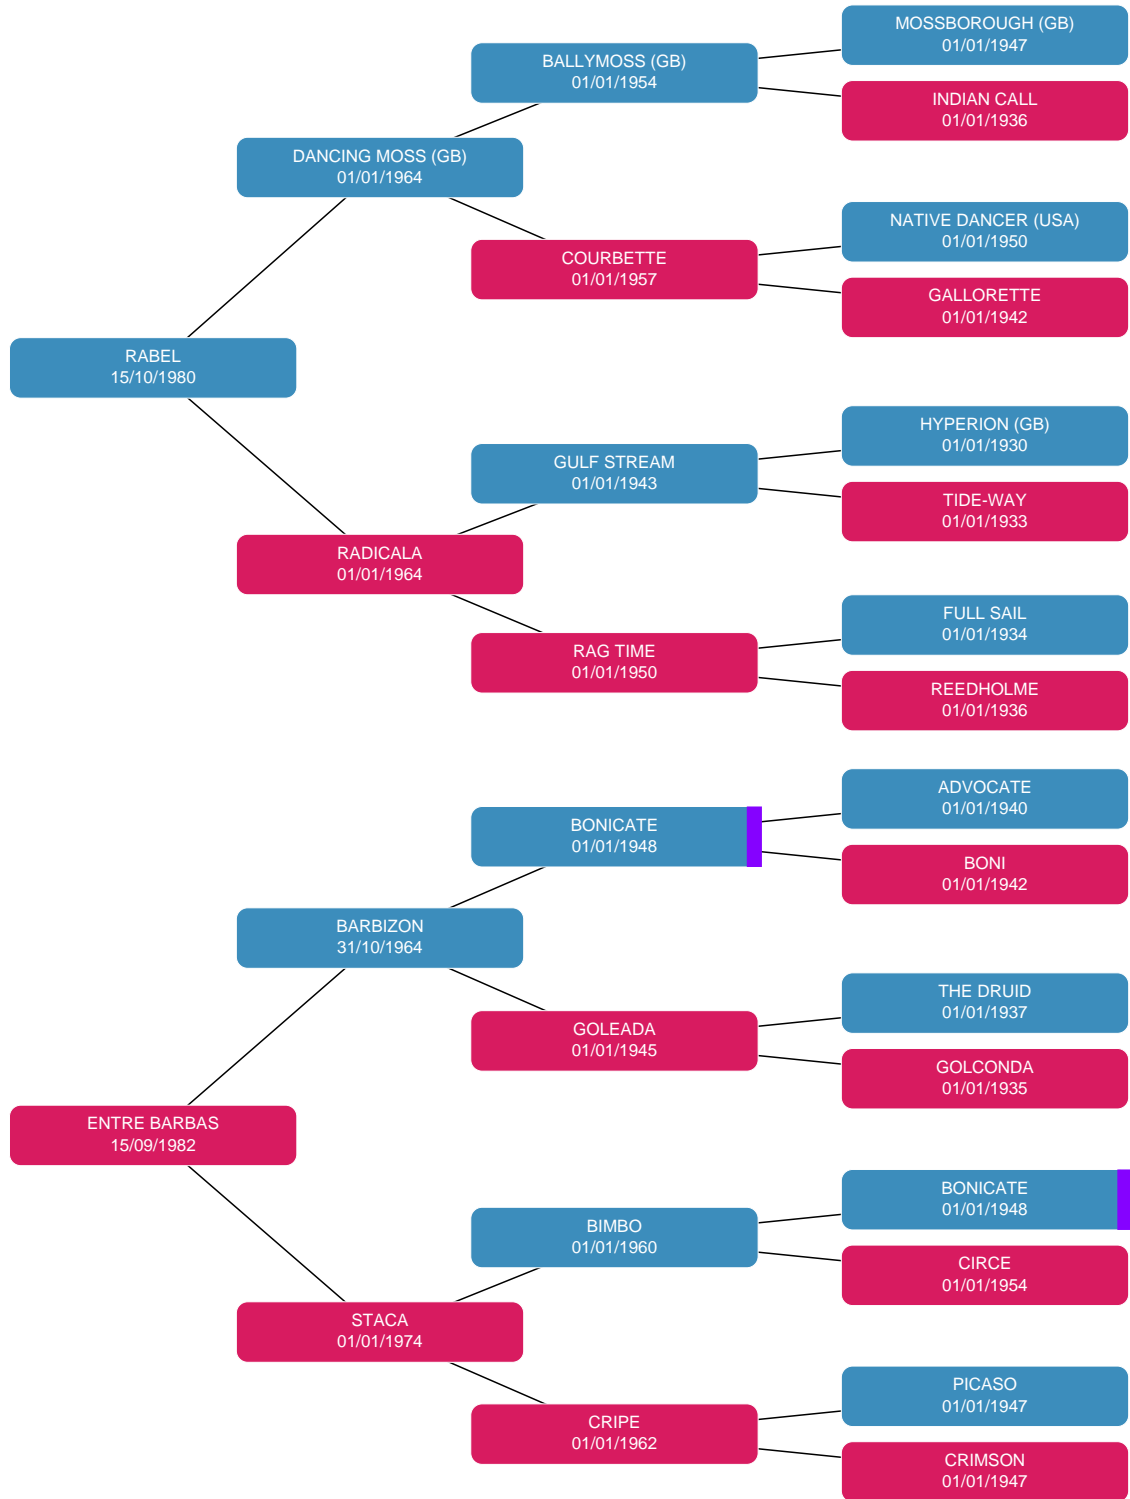 MOSSBOROUGH (GB)
01/01/1947
BALLYMOSS (GB)
01/01/1954
INDIAN CALL
01/01/1936
DANCING MOSS (GB)
01/01/1964
NATIVE DANCER (USA)
01/01/1950
COURBETTE
01/01/1957
GALLORETTE
01/01/1942
RABEL
15/10/1980
HYPERION (GB)
01/01/1930
GULF STREAM
01/01/1943
TIDE-WAY
01/01/1933
RADICALA
01/01/1964
FULL SAIL
01/01/1934
RAG TIME
01/01/1950
REEDHOLME
01/01/1936
ADVOCATE
01/01/1940
BONICATE
01/01/1948
BONI
01/01/1942
BARBIZON
31/10/1964
THE DRUID
01/01/1937
GOLEADA
01/01/1945
GOLCONDA
01/01/1935
ENTRE BARBAS
15/09/1982
BONICATE
01/01/1948
BIMBO
01/01/1960
CIRCE
01/01/1954
STACA
01/01/1974
PICASO
01/01/1947
CRIPE
01/01/1962
CRIMSON
01/01/1947